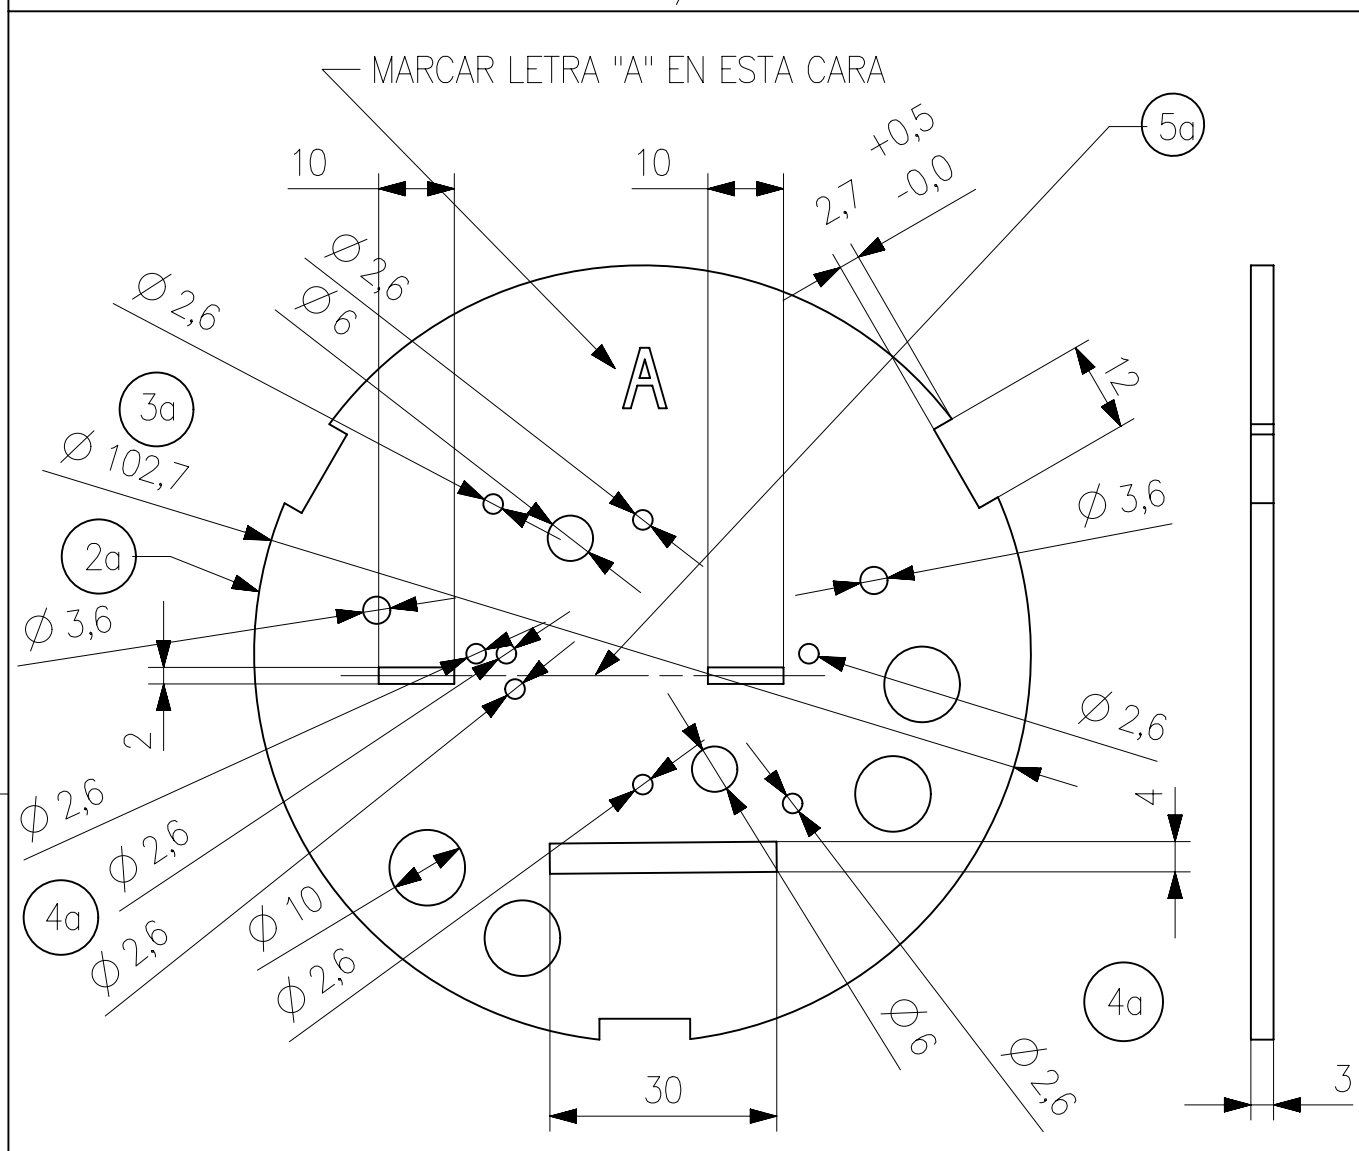 MARCAR LETRA "A" EN ESTA CARA
5a
+0,5
10
10
2,7
-0,0
Ø 2,6
Ø 2,6
Ø 6
A
12
3a
Ø 102,7
Ø 3,6
2a
Ø 3,6
2
Ø 2,6
Ø 2,6
4
Ø 2,6
4a
Ø 10
Ø 2,6
Ø 2,6
4a
Ø 6
Ø 2,6
30
3